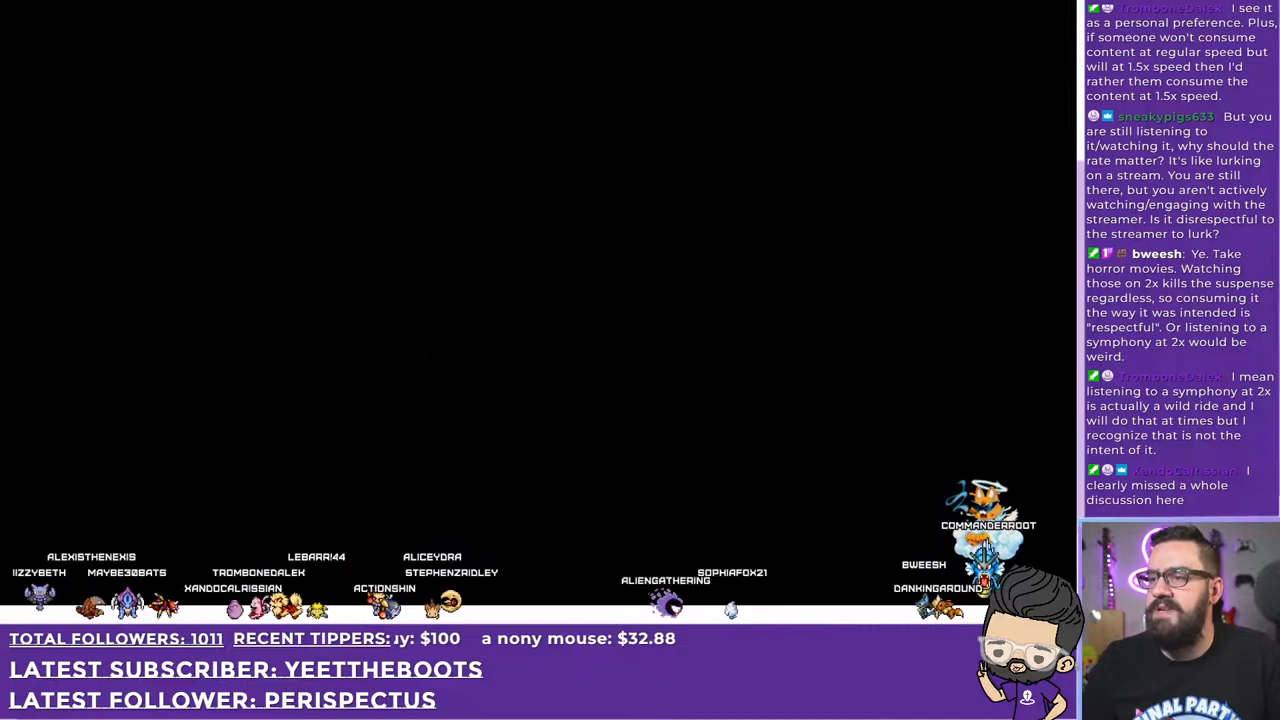 TromboneDalek I see it
as a personal preference. Plus,
if someone won't consume
content at regular speed but
will at 1.5x speed then I'd
rather them consume the
content at 1.5x speed.
sneakypigs633 But you
are still listening to
it/watching it, why should the
rate matter? It's like lurking
on a stream. You are still
there, but you aren't actively
watching/engaging with the
streamer. Is it disrespectful to
the streamer to lurk?
bweesh: Ye. Take
horror movies. Watching
those on 2x kills the suspense
regardless, so consuming it
the way it was intended is
"respectful". Or listening to a
symphony at 2x would be
weird.
TromboneDalek I mean
listening to a symphony at 2x
is actually a wild ride and I
will do that at times but I
recognize that is not the
intent of it.
XandoCalrissian I
clearly missed a whole
discussion here
COMMANDERROOT
ALEXISTHENEXIS
LEBARR!44
ALICEYDRA
BWEESH
IIZZYBETH
MAYBE30BATS
TROMBONEDALEK
STEPHENZRIDLEY
SOPHIAFOX21
ALIENGATHERING
XANDOCALRISSIAN
ACTIONSHIN
DANKINGAROUND
TOTAL FOLLOWERS: 1011 RECENT TIPPERS: y: $100 a nony mouse: $32.88
LATEST SUBSCRIBER: YEETTHEBOOTS
LATEST FOLLOWER: PERISPECTUS